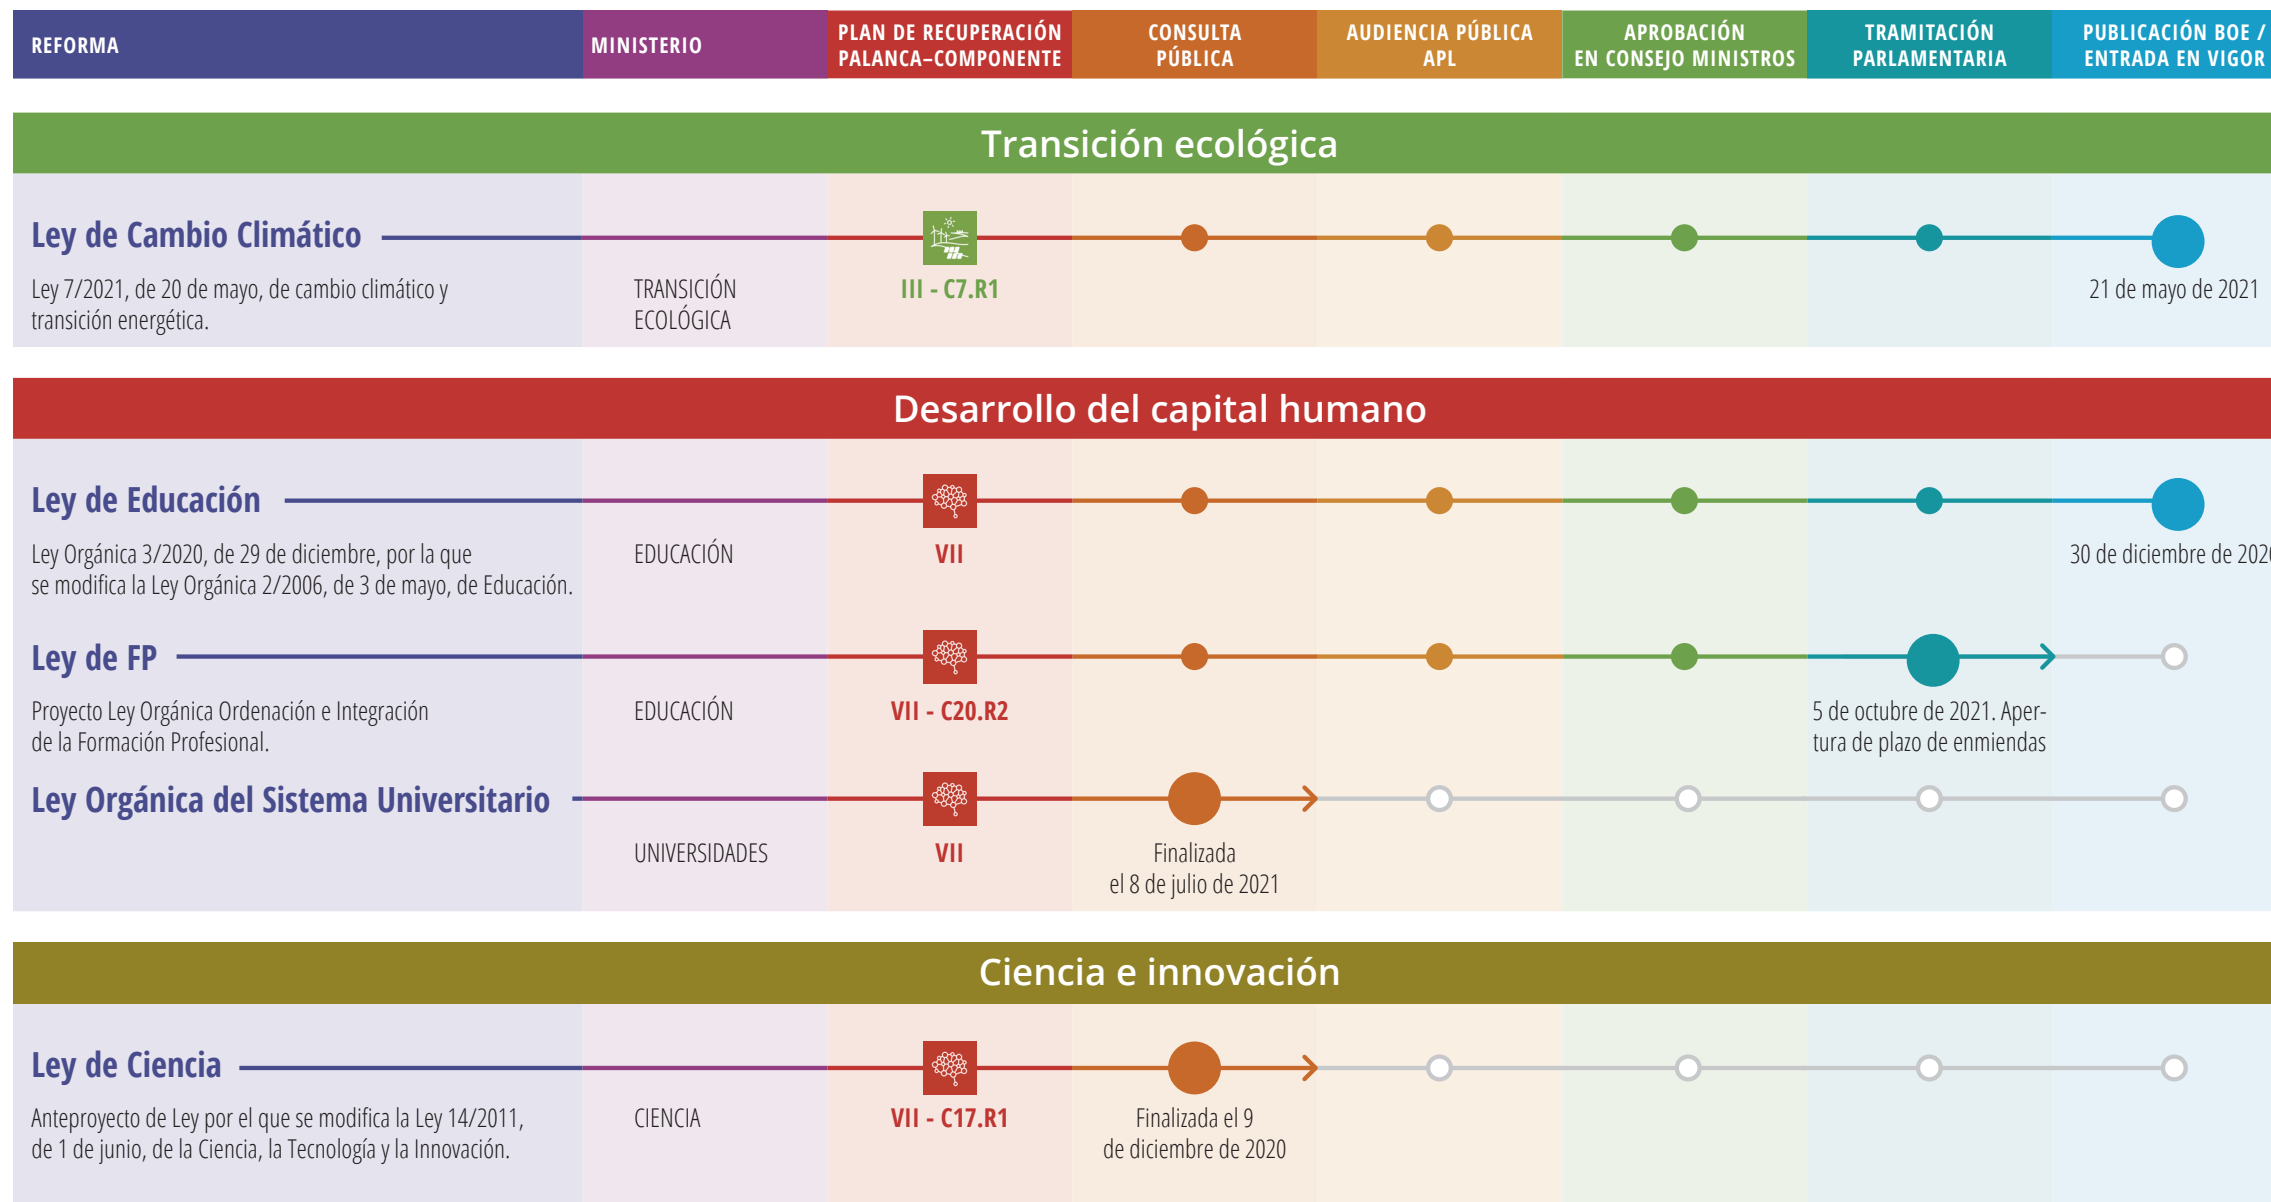 REFORMA
MINISTERIO
PLAN DE RECUPERACIÓN
PALANCA–COMPONENTE
CONSULTA
PÚBLICA
AUDIENCIA PÚBLICA
APL
APROBACIÓN
EN CONSEJO MINISTROS
TRAMITACIÓN
PARLAMENTARIA
PUBLICACIÓN BOE /
ENTRADA EN VIGOR
Transición ecológica
Ley de Cambio Climático
Ley 7/2021, de 20 de mayo, de cambio climático y
transición energética.
TRANSICIÓN
ECOLÓGICA
III - C7.R1
21 de mayo de 2021
Desarrollo del capital humano
Ley de Educación
Ley Orgánica 3/2020, de 29 de diciembre, por la que
se modifica la Ley Orgánica 2/2006, de 3 de mayo, de Educación.
EDUCACIÓN
VII
30 de diciembre de 2020
Ley de FP
Proyecto Ley Orgánica Ordenación e Integración
de la Formación Profesional.
EDUCACIÓN
VII - C20.R2
5 de octubre de 2021. Aper-
tura de plazo de enmiendas
Ley Orgánica del Sistema Universitario
UNIVERSIDADES
VII
Finalizada
el 8 de julio de 2021
Ciencia e innovación
Ley de Ciencia
Anteproyecto de Ley por el que se modifica la Ley 14/2011,
de 1 de junio, de la Ciencia, la Tecnología y la Innovación.
CIENCIA
VII - C17.R1
Finalizada el 9
de diciembre de 2020